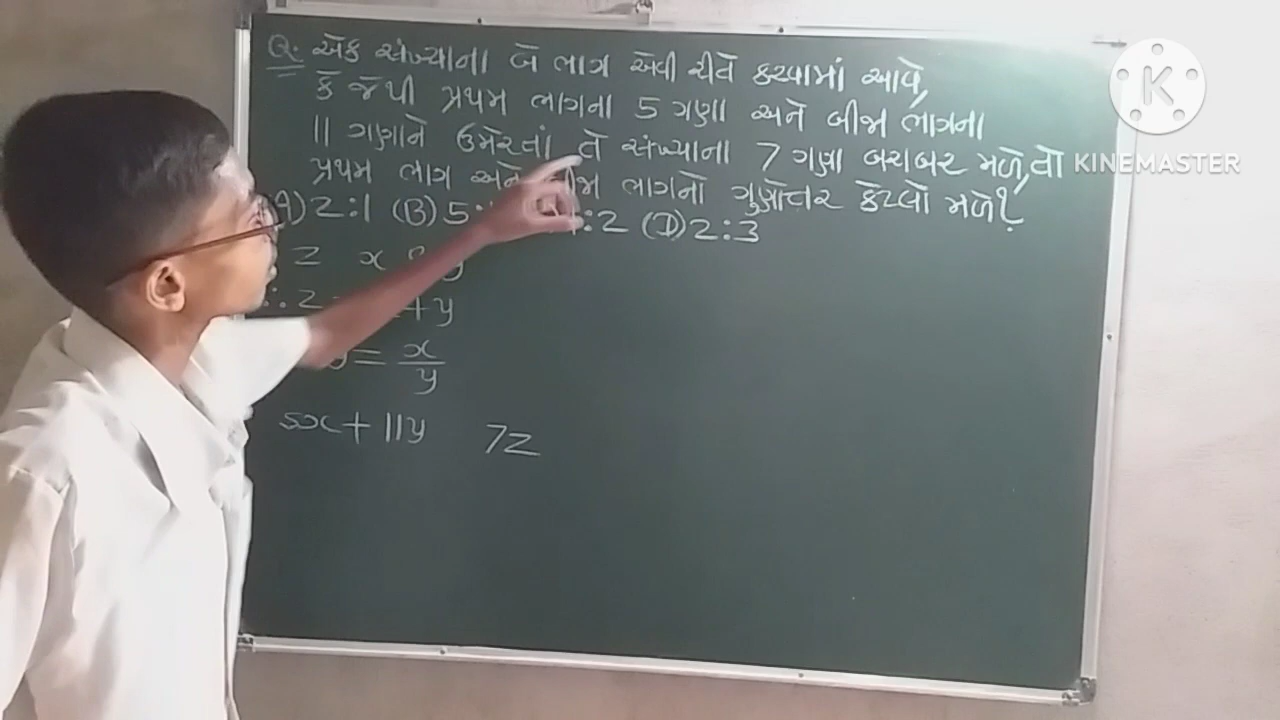 Q. એક સંખ્યાના બે ભાગ એવી રીતે કરવામાં આવે,
કે જેથી પ્રથમ ભાગના 5 ગણા અને બીજા ભાગના
11 ગણાને ઉમેરતાં તે સંખ્યાના 7 ગણા બરાબર મળે, તો
પ્રથમ ભાગ અને ભાગનો ગુણોત્તર કેટલો મળે?
A) 2:1 (B) 5: :2 (D) 2:3
z x y
∴ z + y
y = x/y
5x + 11y 7z
K
KINEMASTER